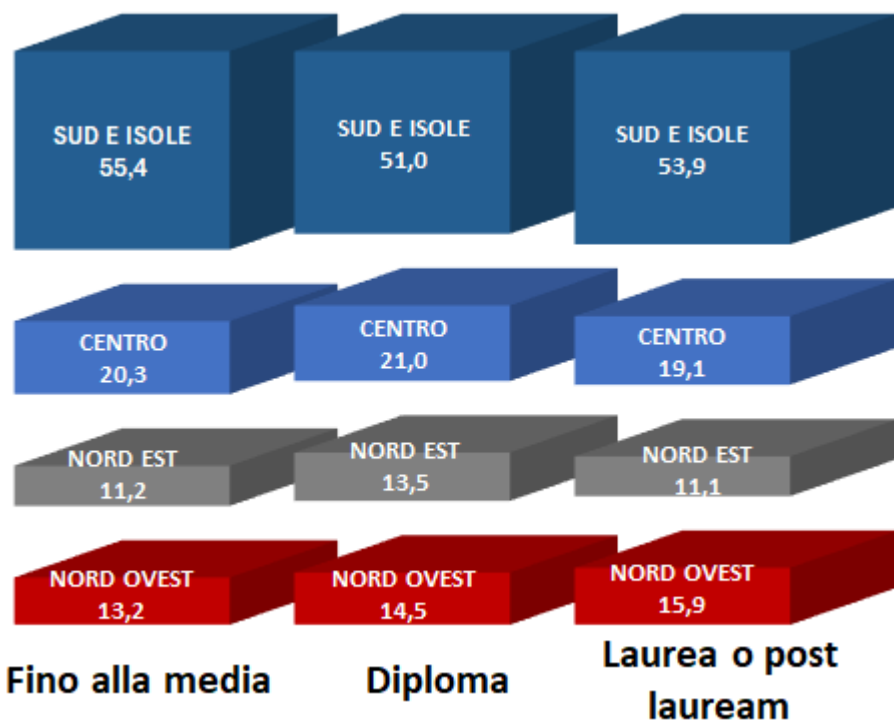 SUD E ISOLE
55,4
SUD E ISOLE
51,0
SUD E ISOLE
53,9
CENTRO
20,3
CENTRO
21,0
CENTRO
19,1
NORD EST
11,2
NORD EST
13,5
NORD EST
11,1
NORD OVEST
13,2
NORD OVEST
14,5
NORD OVEST
15,9
Fino alla media
Diploma
Laurea o post
lauream